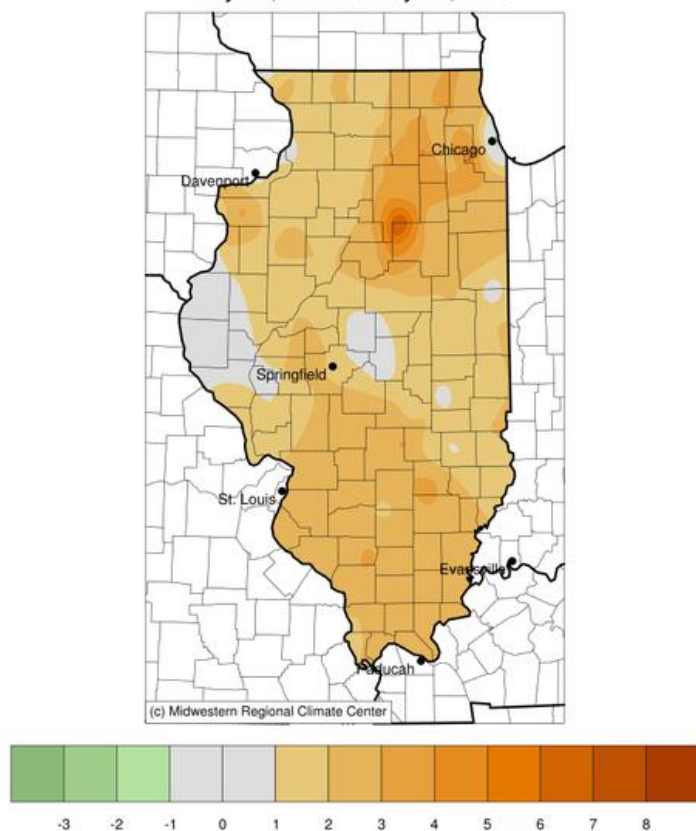 Chicago
Davenport
Springfield
St. Louis
Evansville
Paducah
(c) Midwestern Regional Climate Center
-3 -2 -1 0 1 2 3 4 5 6 7 8